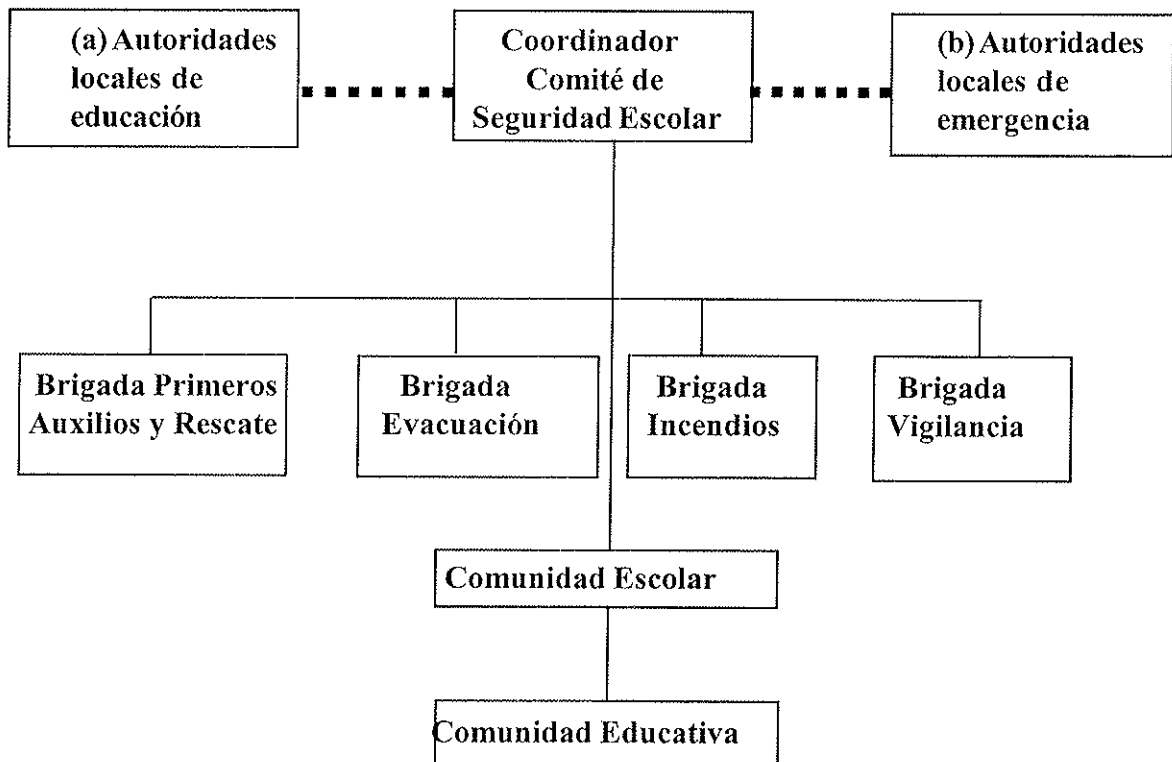 (a) Autoridades
locales de
educación
Coordinador
Comité de
Seguridad Escolar
(b) Autoridades
locales de
emergencia
Brigada Primeros
Auxilios y Rescate
Brigada
Evacuación
Brigada
Incendios
Brigada
Vigilancia
Comunidad Escolar
Comunidad Educativa